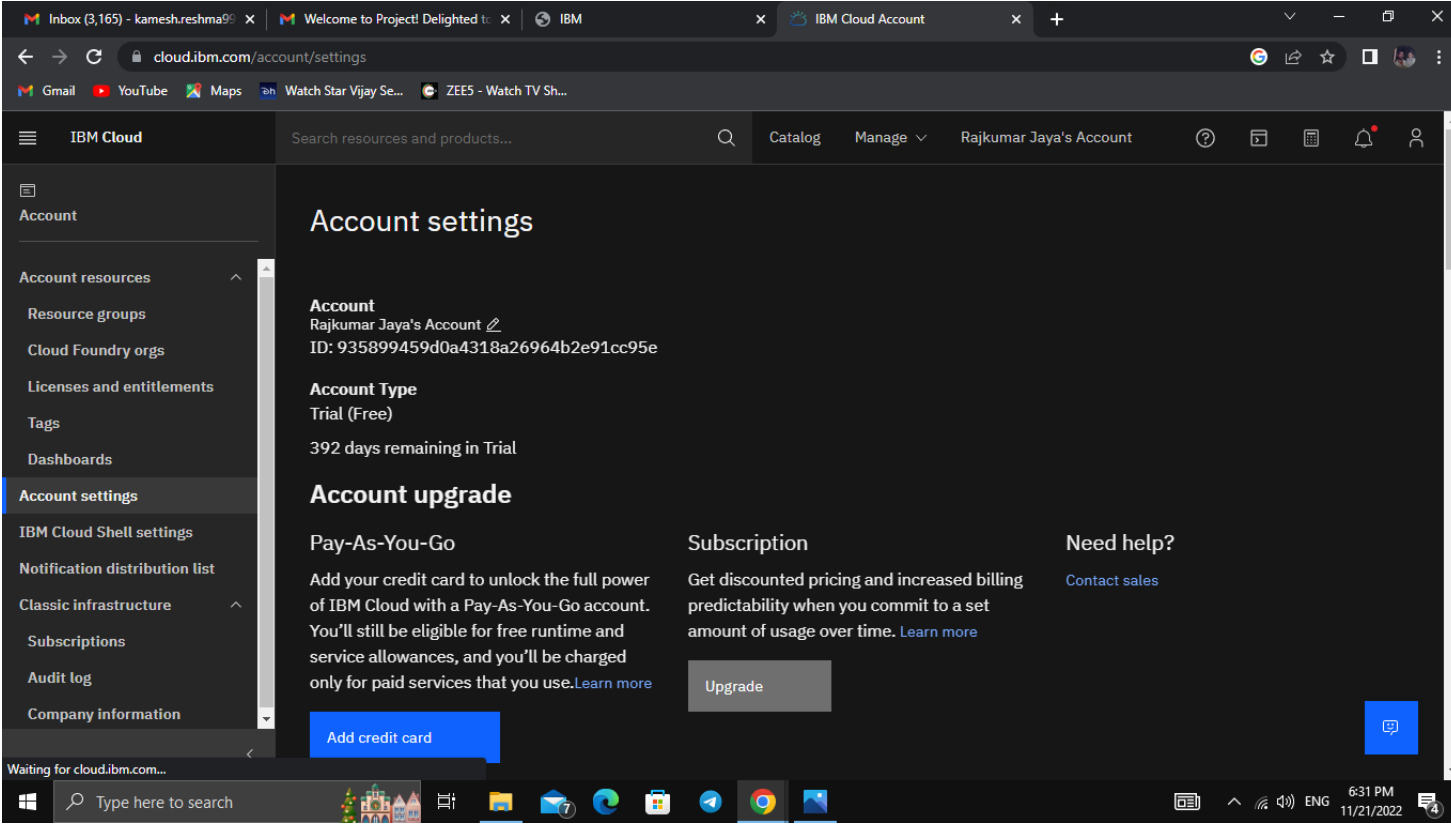 Inbox (3,165) - kamesh.reshma99
Welcome to Project! Delighted to
IBM
IBM Cloud Account
cloud.ibm.com/account/settings
Gmail
YouTube
Maps
Watch Star Vijay Se...
ZEE5 - Watch TV Sh...
IBM Cloud
Search resources and products...
Catalog
Manage
Rajkumar Jaya's Account
Account
Account resources
Resource groups
Cloud Foundry orgs
Licenses and entitlements
Tags
Dashboards
Account settings
IBM Cloud Shell settings
Notification distribution list
Classic infrastructure
Subscriptions
Audit log
Company information
Account settings
Account
Rajkumar Jaya's Account
ID: 935899459d0a4318a26964b2e91cc95e
Account Type
Trial (Free)
392 days remaining in Trial
Account upgrade
Pay-As-You-Go
Add your credit card to unlock the full power
of IBM Cloud with a Pay-As-You-Go account.
You'll still be eligible for free runtime and
service allowances, and you'll be charged
only for paid services that you use.Learn more
Add credit card
Subscription
Get discounted pricing and increased billing
predictability when you commit to a set
amount of usage over time. Learn more
Upgrade
Need help?
Contact sales
Waiting for cloud.ibm.com...
Type here to search
7
ENG
6:31 PM
11/21/2022
4